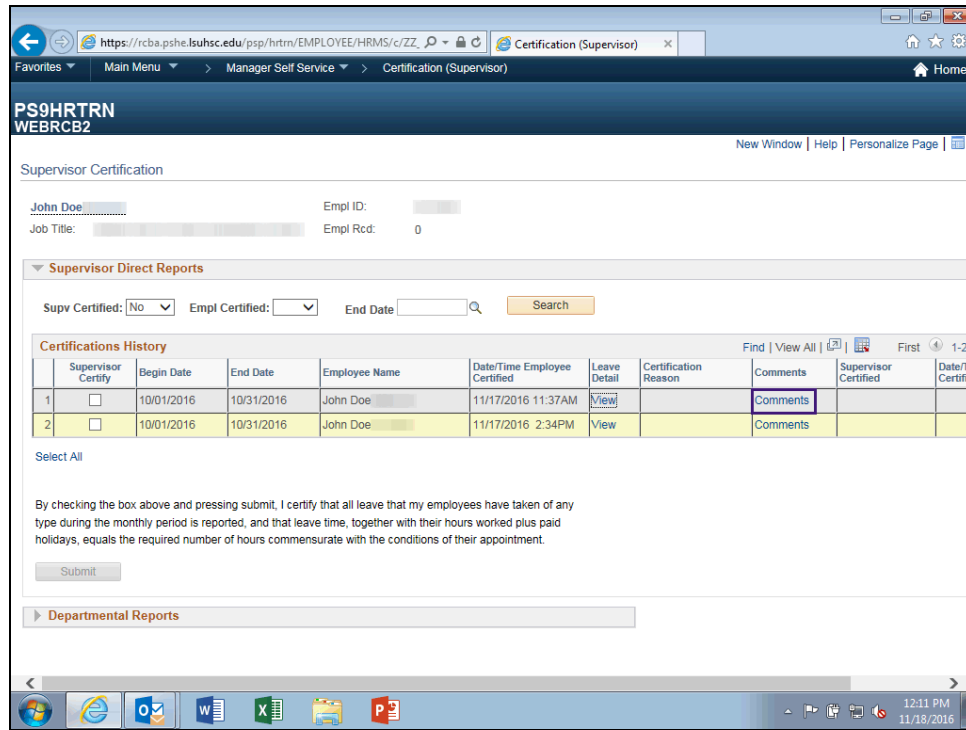 https://rcba.pshe.lsuhsc.edu/psp/hrtrn/EMPLOYEE/HRMS/c/ZZ_ Certification (Supervisor)
Favorites Main Menu > Manager Self Service > Certification (Supervisor) Home
PS9HRTRN
WEBRCB2
New Window | Help | Personalize Page |
Supervisor Certification
John Doe Empl ID:
Job Title: Empl Rcd: 0
Supervisor Direct Reports
Supv Certified: No Empl Certified: End Date Search
Certifications History Find | View All | | First 1-2
Supervisor Certify Begin Date End Date Employee Name Date/Time Employee Certified Leave Detail Certification Reason Comments Supervisor Certified
1 10/01/2016 10/31/2016 John Doe 11/17/2016 11:37AM View Comments
2 10/01/2016 10/31/2016 John Doe 11/17/2016 2:34PM View Comments
Select All
By checking the box above and pressing submit, I certify that all leave that my employees have taken of any
type during the monthly period is reported, and that leave time, together with their hours worked plus paid
holidays, equals the required number of hours commensurate with the conditions of their appointment.
Submit
Departmental Reports
12:11 PM
11/18/2016